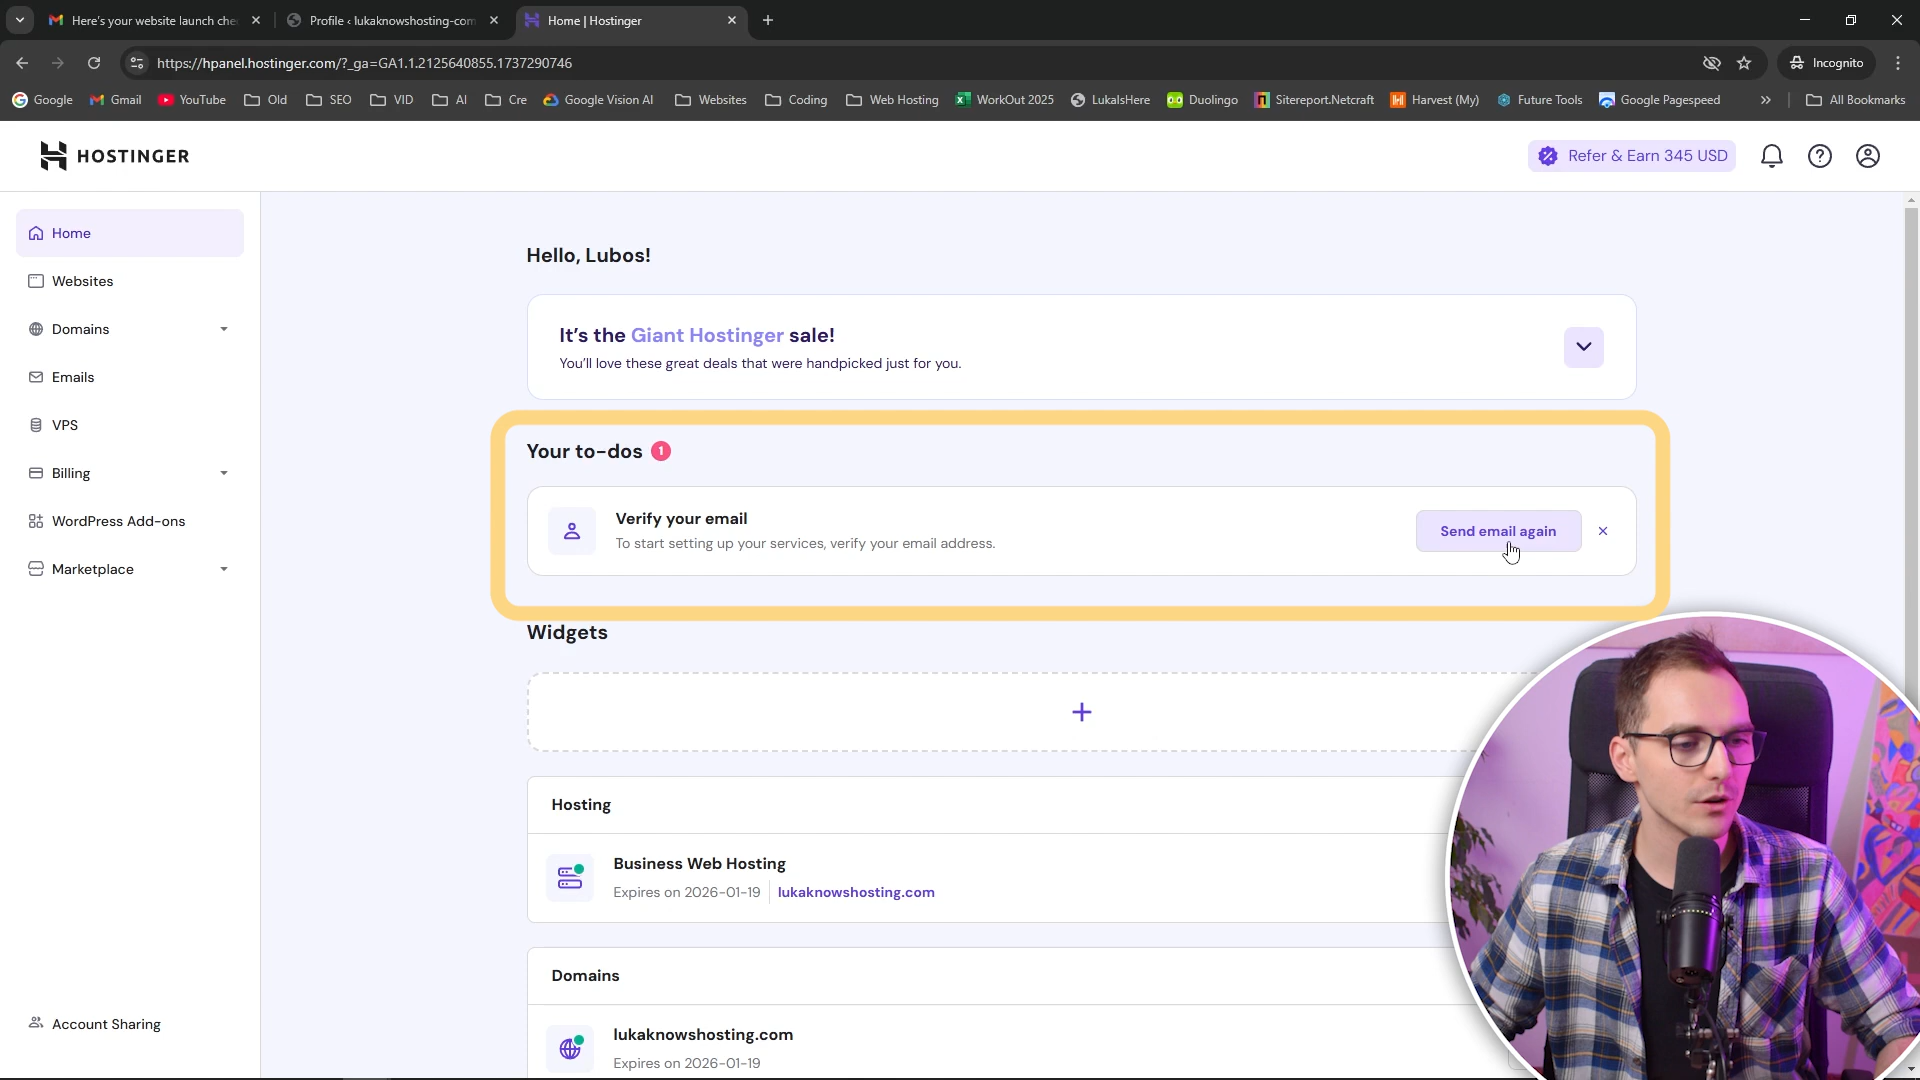 Here's your website launch che
Profile ‹ lukaknowshosting-com
Home | Hostinger
https://hpanel.hostinger.com/?_ga=GA1.1.2125640855.1737290746
Incognito
Google
Gmail
YouTube
Old
SEO
VID
AI
Cre
Google Vision AI
Websites
Coding
Web Hosting
WorkOut 2025
LukaIsHere
Duolingo
Sitereport.Netcraft
Harvest (My)
Future Tools
Google Pagespeed
»
All Bookmarks
HOSTINGER
Refer & Earn 345 USD
Home
Websites
Domains
Emails
VPS
Billing
WordPress Add-ons
Marketplace
Account Sharing
Hello, Lubos!
It's the Giant Hostinger sale!
You'll love these great deals that were handpicked just for you.
Your to-dos 1
Verify your email
To start setting up your services, verify your email address.
Send email again
Widgets
Hosting
Business Web Hosting
Expires on 2026-01-19
lukaknowshosting.com
Domains
lukaknowshosting.com
Expires on 2026-01-19